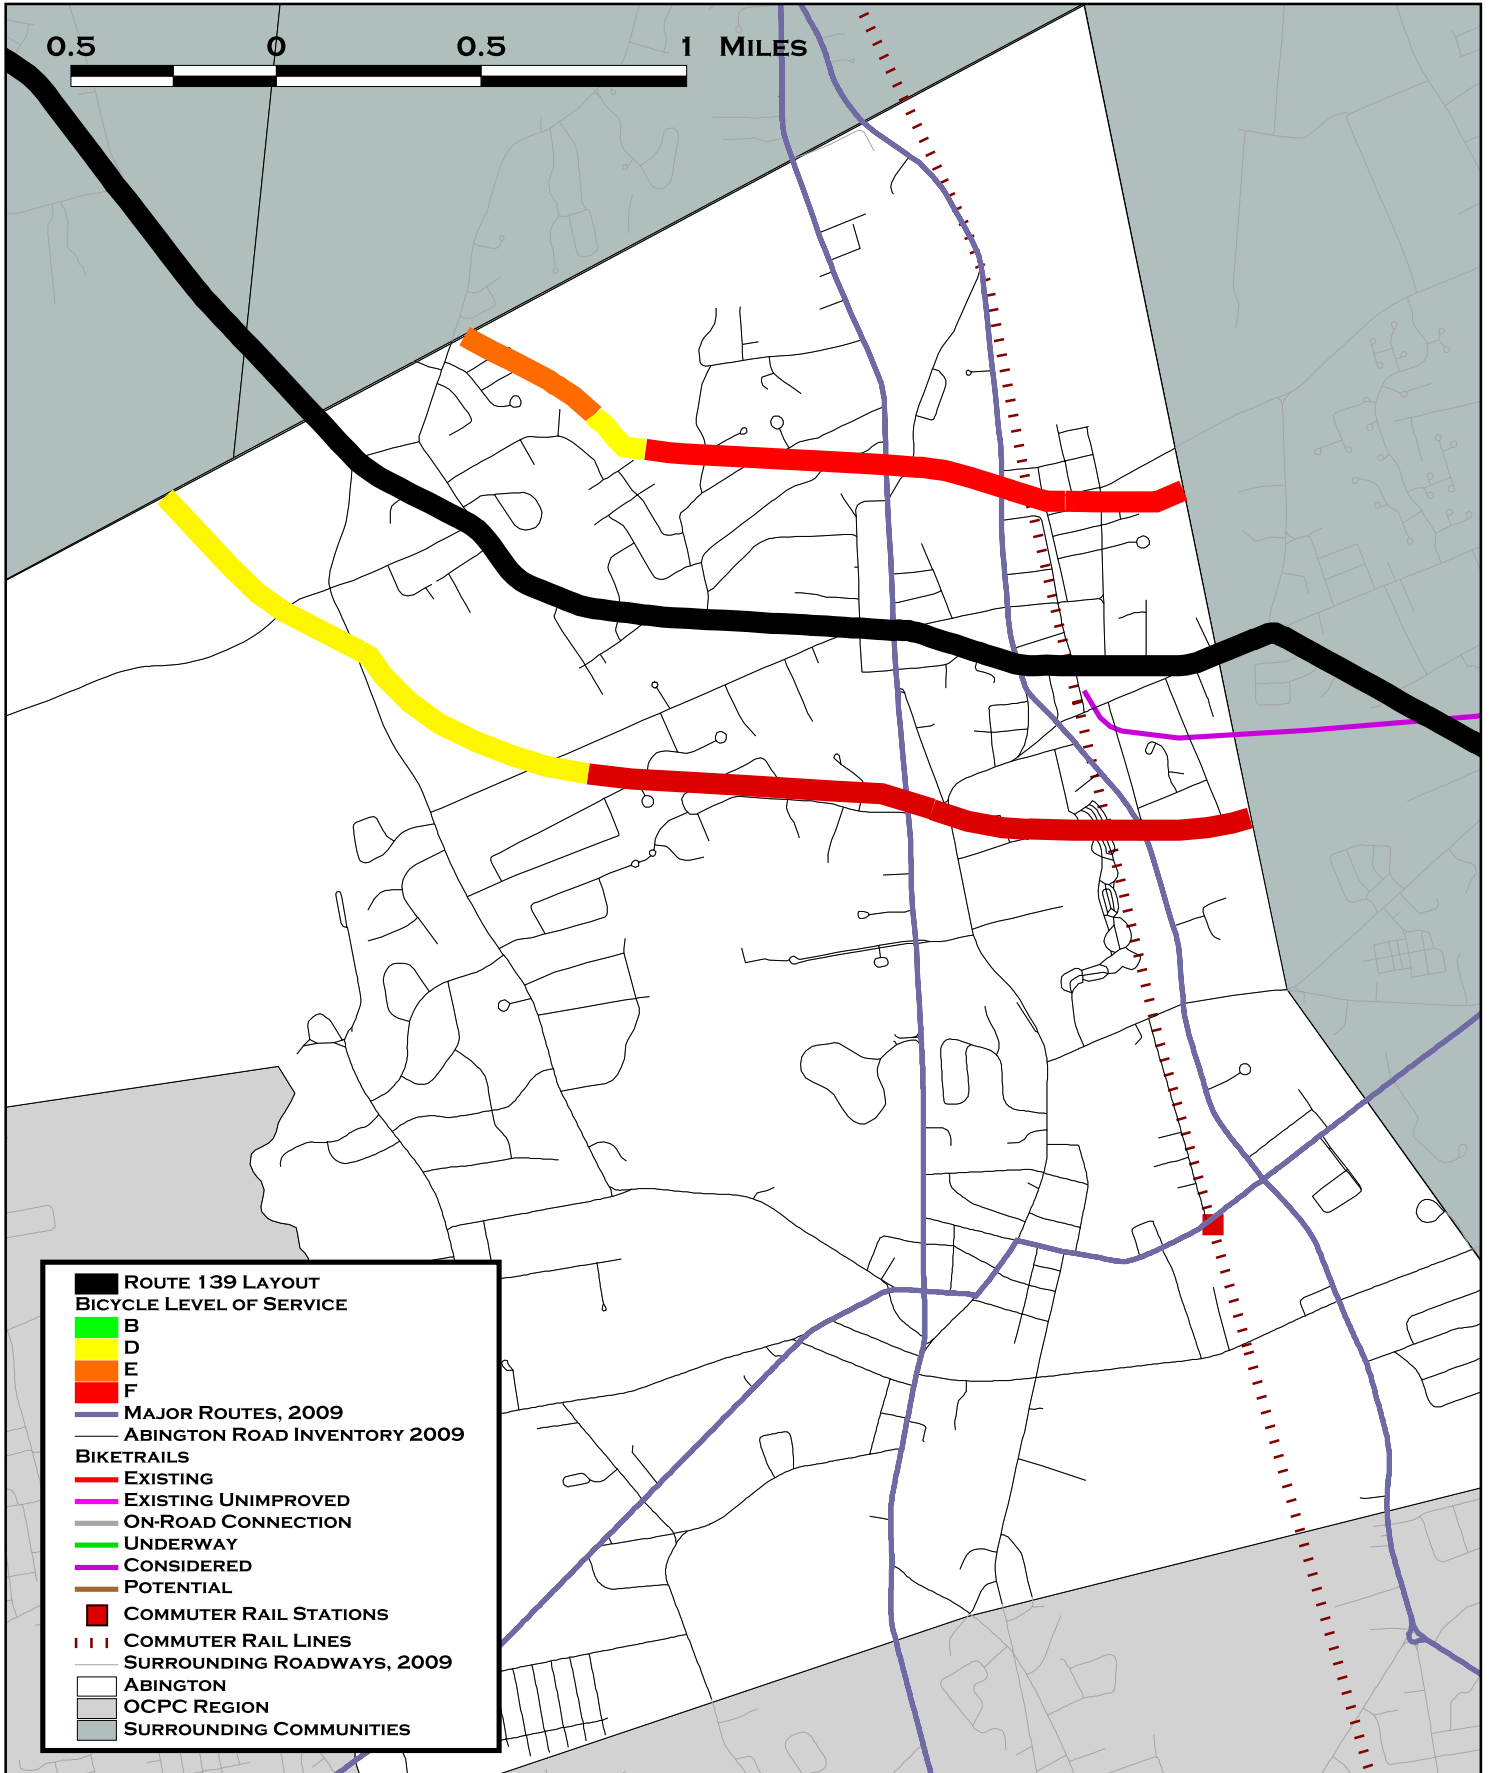 0.5 0 0.5 1 Miles
Route 139 Layout
Bicycle Level of Service
B
D
E
F
Major Routes, 2009
Abington Road Inventory 2009
Biketrails
Existing
Existing Unimproved
On-Road Connection
Underway
Considered
Potential
Commuter Rail Stations
Commuter Rail Lines
Surrounding Roadways, 2009
Abington
OCPC Region
Surrounding Communities